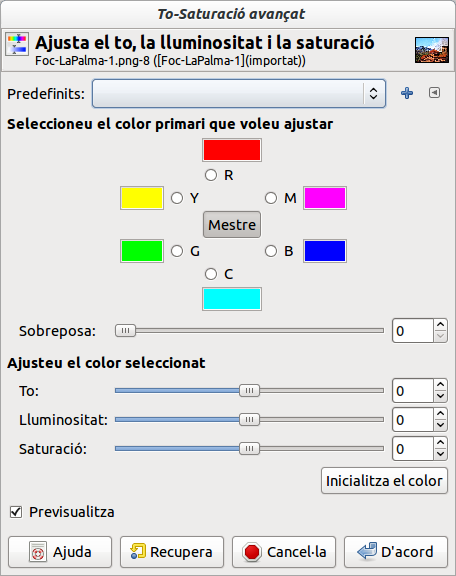 To-Saturació avançat
Ajusta el to, la lluminositat i la saturació
Foc-LaPalma-1.png-8 ([Foc-LaPalma-1](importat))
Predefinits:
Seleccioneu el color primari que voleu ajustar
R
Y M
Mestre
G B
C
Sobreposa: 0
Ajusteu el color seleccionat
To: 0
Lluminositat: 0
Saturació: 0
Inicialitza el color
Previsualitza
Ajuda Recupera Cancel·la D'acord